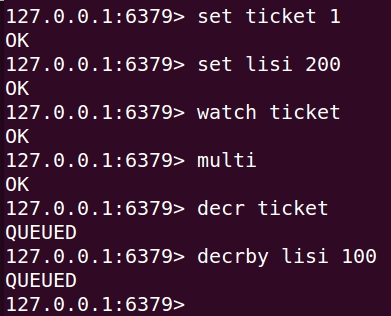 127.0.0.1:6379> set ticket 1
OK
127.0.0.1:6379> set lisi 200
OK
127.0.0.1:6379> watch ticket
OK
127.0.0.1:6379> multi
OK
127.0.0.1:6379> decr ticket
QUEUED
127.0.0.1:6379> decrby lisi 100
QUEUED
127.0.0.1:6379>